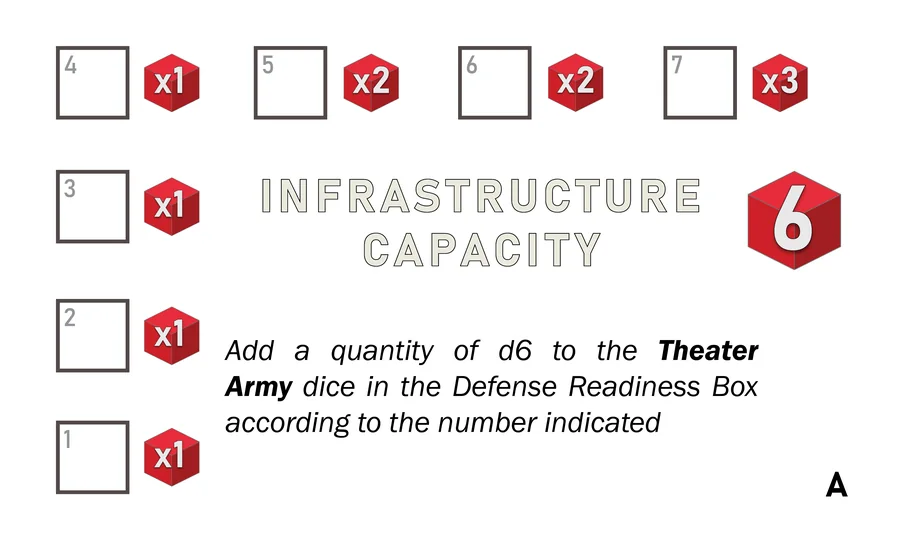 4 x1 5 x2 6 x2 7 x3
3 x1
INFRASTRUCTURE
CAPACITY
6
2 x1
Add a quantity of d6 to the Theater
Army dice in the Defense Readiness Box
according to the number indicated
1 x1
A